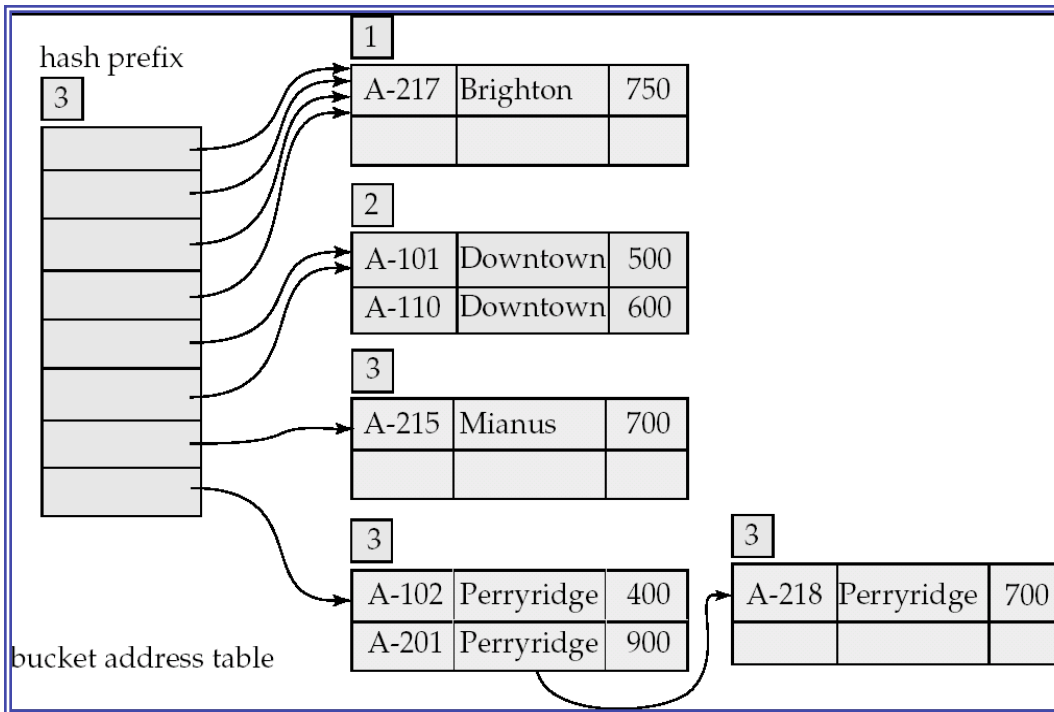 hash prefix
3
1
A-217 Brighton 750
2
A-101 Downtown 500
A-110 Downtown 600
3
A-215 Mianus 700
3
A-102 Perryridge 400
A-201 Perryridge 900
3
A-218 Perryridge 700
bucket address table